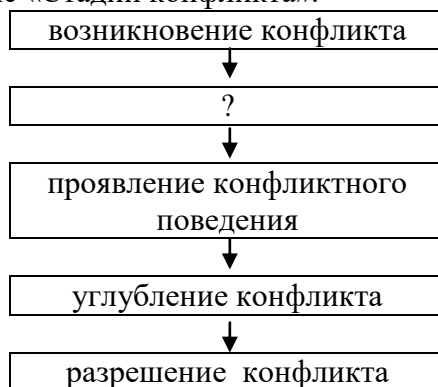 «Стадии конфликта».
возникновение конфликта
?
проявление конфликтного
поведения
углубление конфликта
разрешение конфликта